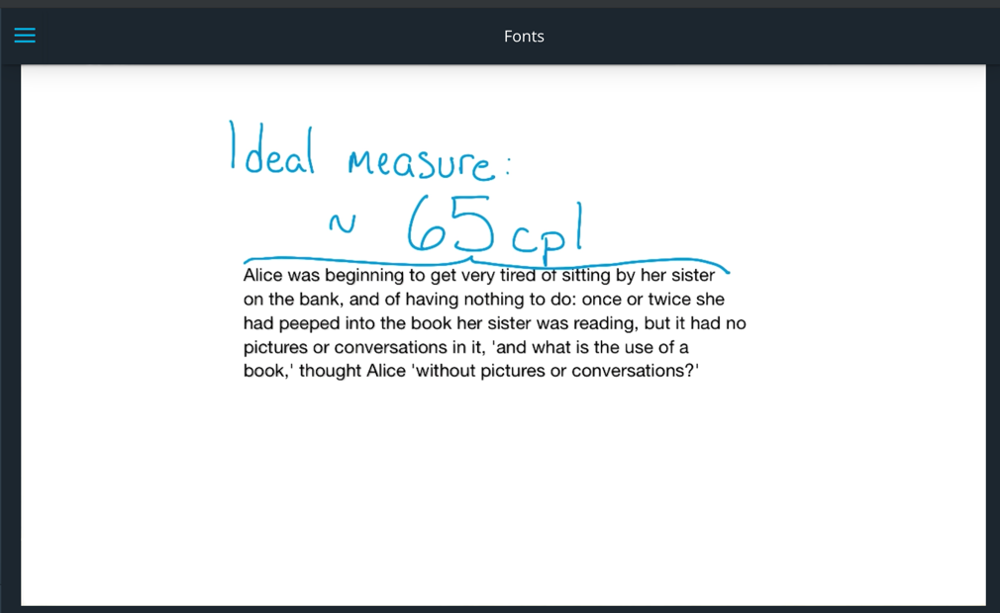 Fonts
Ideal measure:
~ 65 cpl
Alice was beginning to get very tired of sitting by her sister
on the bank, and of having nothing to do: once or twice she
had peeped into the book her sister was reading, but it had no
pictures or conversations in it, 'and what is the use of a
book,' thought Alice 'without pictures or conversations?'